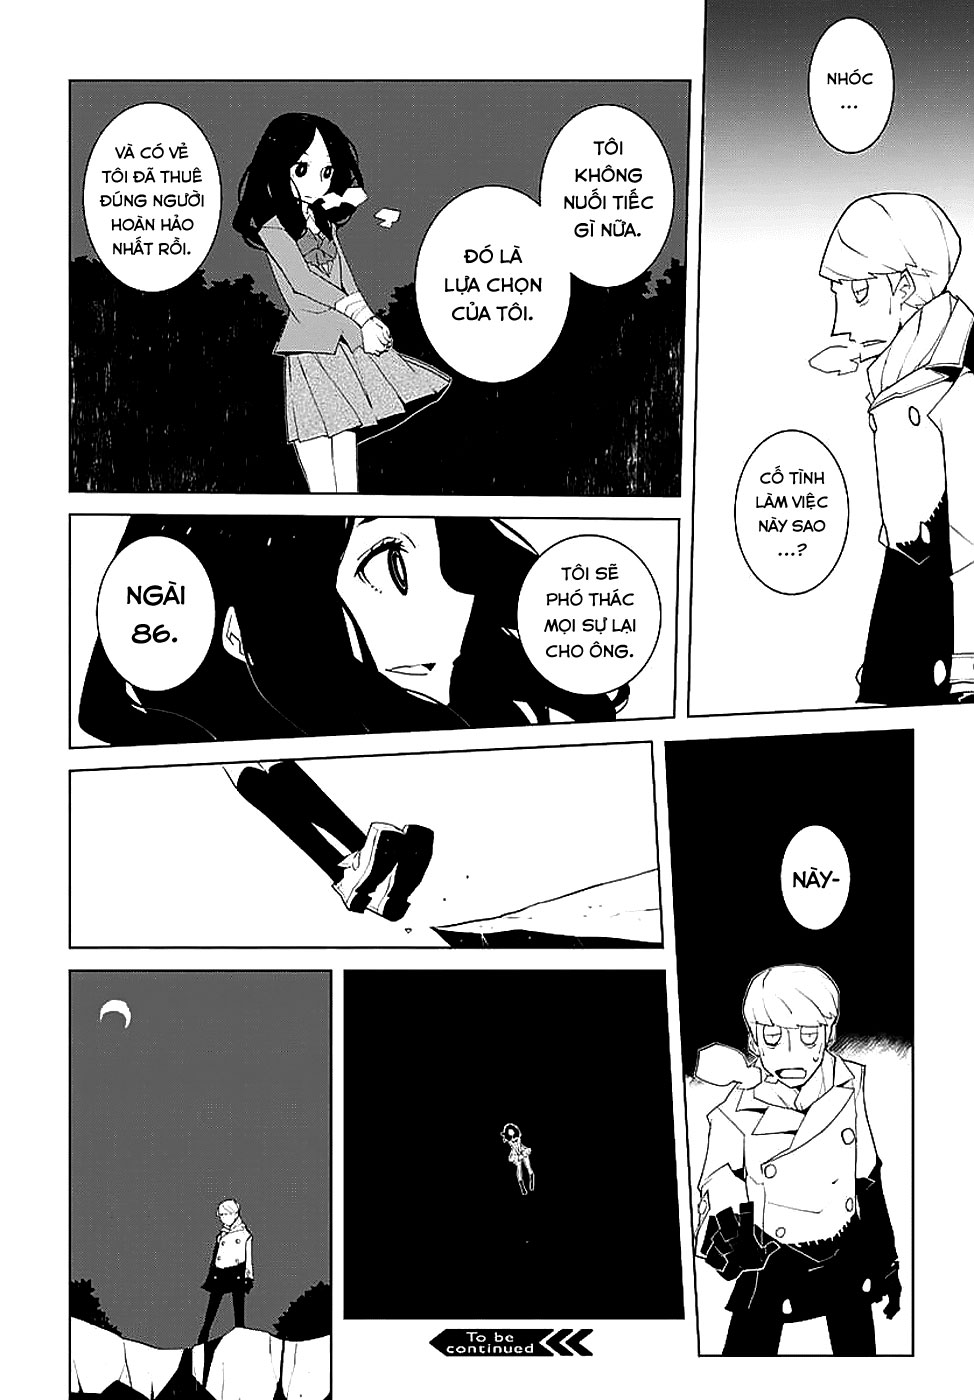 NHÓC
...
CỐ TÌNH
LÀM VIỆC
NÀY SAO
...?
TÔI
KHÔNG
NUỐI TIẾC
GÌ NỮA.
ĐÓ LÀ
LỰA CHỌN
CỦA TÔI.
VÀ CÓ VẺ
TÔI ĐÃ THUÊ
ĐÚNG NGƯỜI
HOÀN HẢO
NHẤT RỒI.
TÔI SẼ
PHÓ THÁC
MỌI SỰ LẠI
CHO ÔNG.
NGÀI
86.
NÀY-
To be
continued